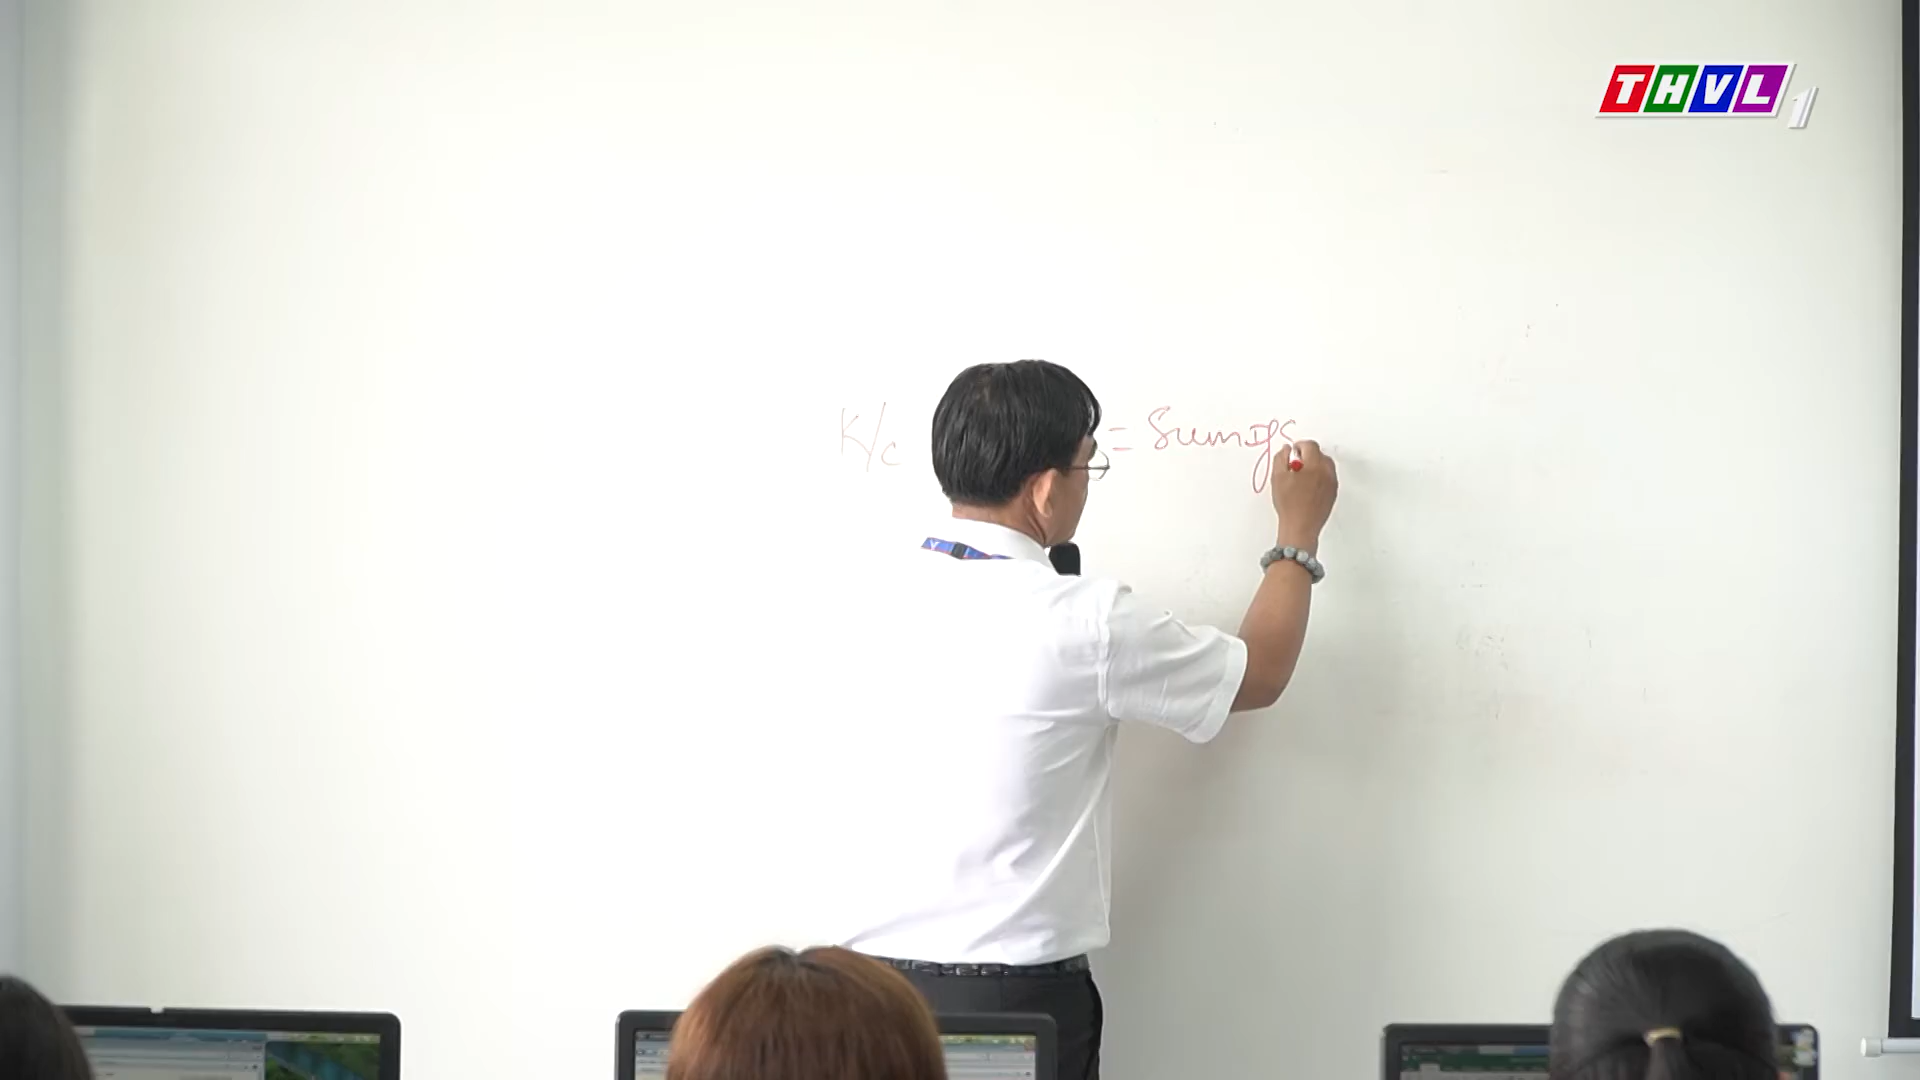 THVL1
K/c = SumIfs